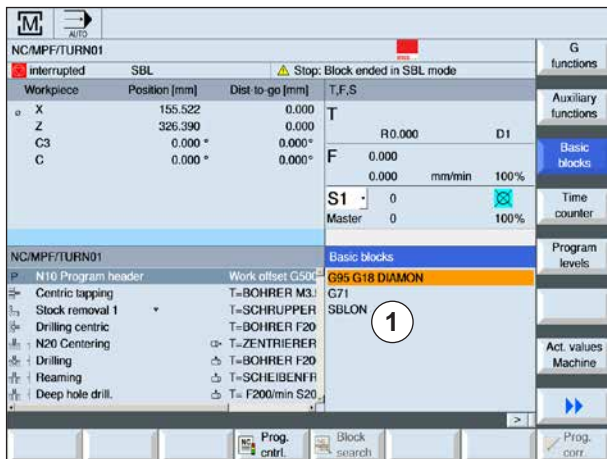 M
AUTO
NC/MPF/TURN01
interrupted SBL Stop: Block ended in SBL mode
Workpiece Position [mm] Dist-to-go [mm] T,F,S
X 155.522 0.000
Z 326.390 0.000
C3 0.000 ° 0.000°
C 0.000 ° 0.000°
T
R0.000 D1
F 0.000
0.000 mm/min 100%
S1 0
Master 0 100%
NC/MPF/TURN01
P N10 Program header Work offset G500
Centric tapping T=BOHRER M3.
Stock removal 1 T=SCHRUPPER
Drilling centric T=BOHRER F20
N20 Centering T=ZENTRIERER
Drilling T=BOHRER F20
Reaming T=SCHEIBENFR
Deep hole drill. T= F200/min S20
Basic blocks
G95 G18 DIAMON
G71
SBLON
1
G
functions
Auxiliary
functions
Basic
blocks
Time
counter
Program
levels
Act. values
Machine
>
NC
Prog.
cntrl.
Block
search
Prog.
corr.